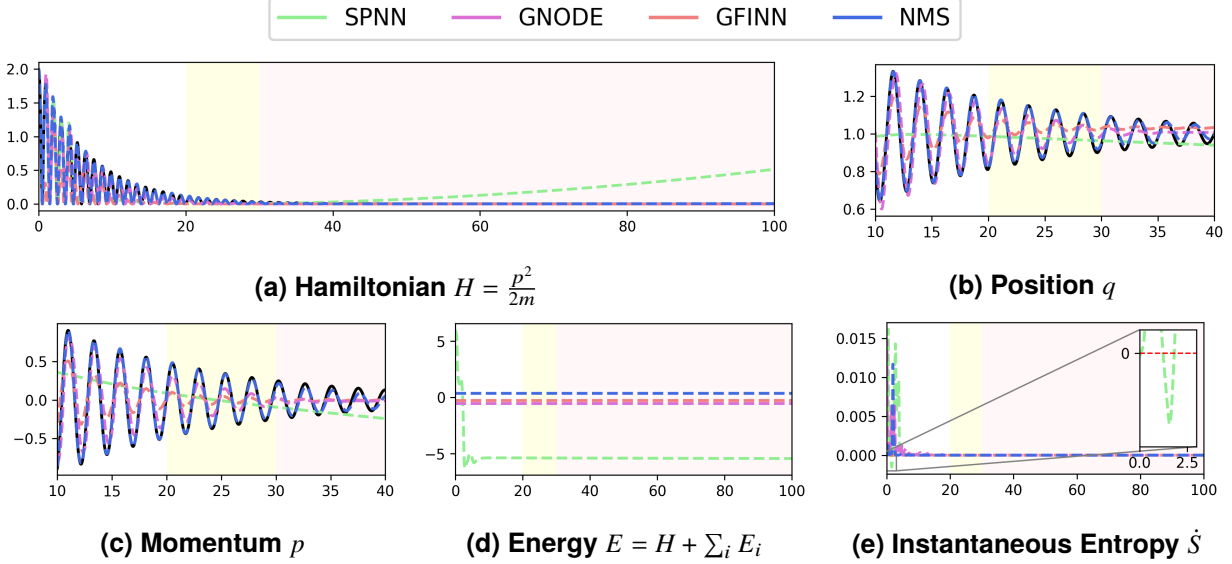 SPNN GNODE GFINN NMS
2.0
1.5
1.0
0.5
0.0
0 20 40 60 80 100
(a) Hamiltonian H = p²/2m
1.2
1.0
0.8
0.6
10 15 20 25 30 35 40
(b) Position q
0.5
0.0
−0.5
10 15 20 25 30 35 40
(c) Momentum p
5
0
−5
0 20 40 60 80 100
(d) Energy E = H + ∑ᵢ Eᵢ
0.015
0.010
0.005
0.000
0 20 40 60 80 100
0
0.0 2.5
(e) Instantaneous Entropy Ṡ